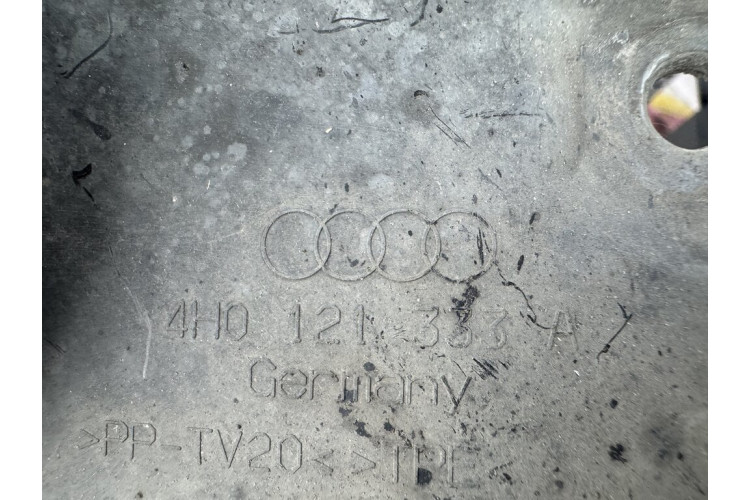 4H0 121 333 A
Germany
>PP-TV20< >TPE<